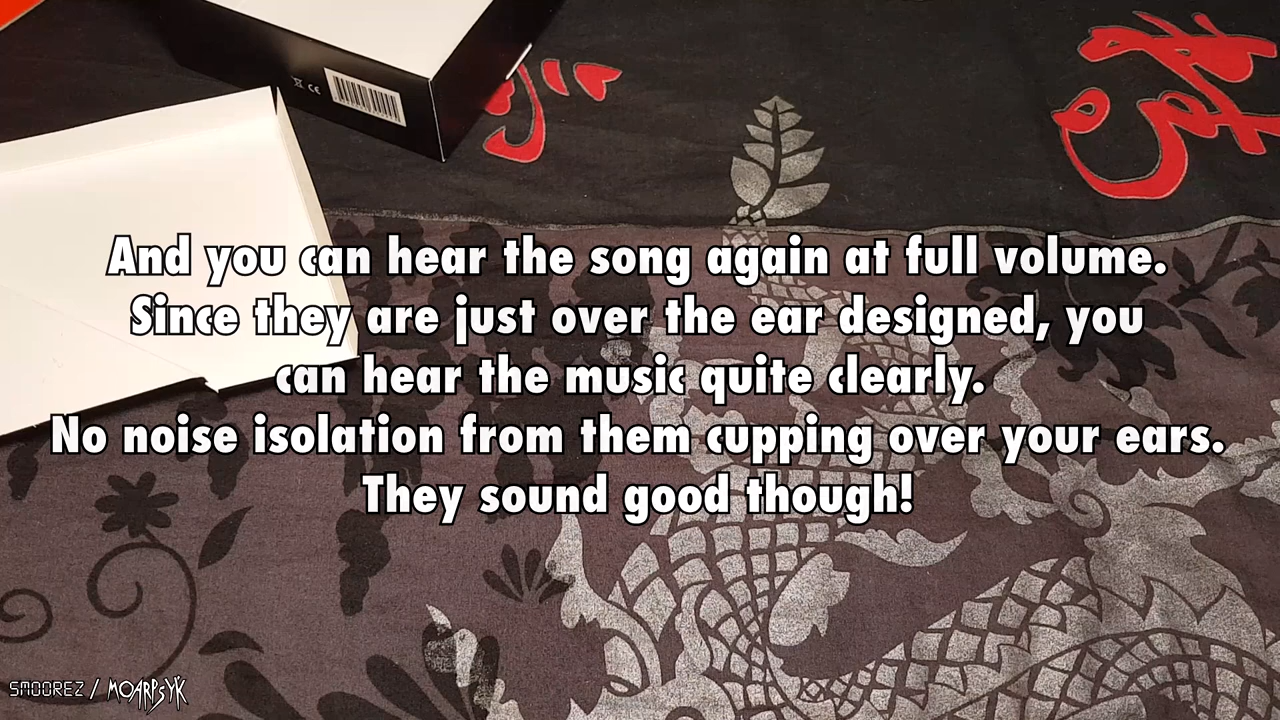 CE
And you can hear the song again at full volume.
Since they are just over the ear designed, you
can hear the music quite clearly.
No noise isolation from them cupping over your ears.
They sound good though!
SMOOREZ / MOARPSYK